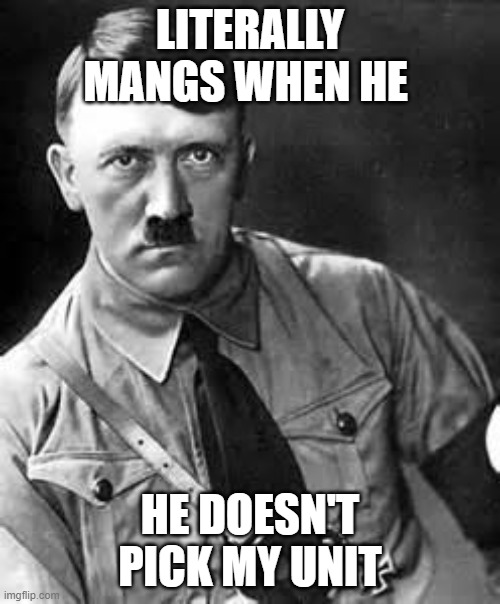 LITERALLY
MANGS WHEN HE
HE DOESN'T
PICK MY UNIT
imgflip.com